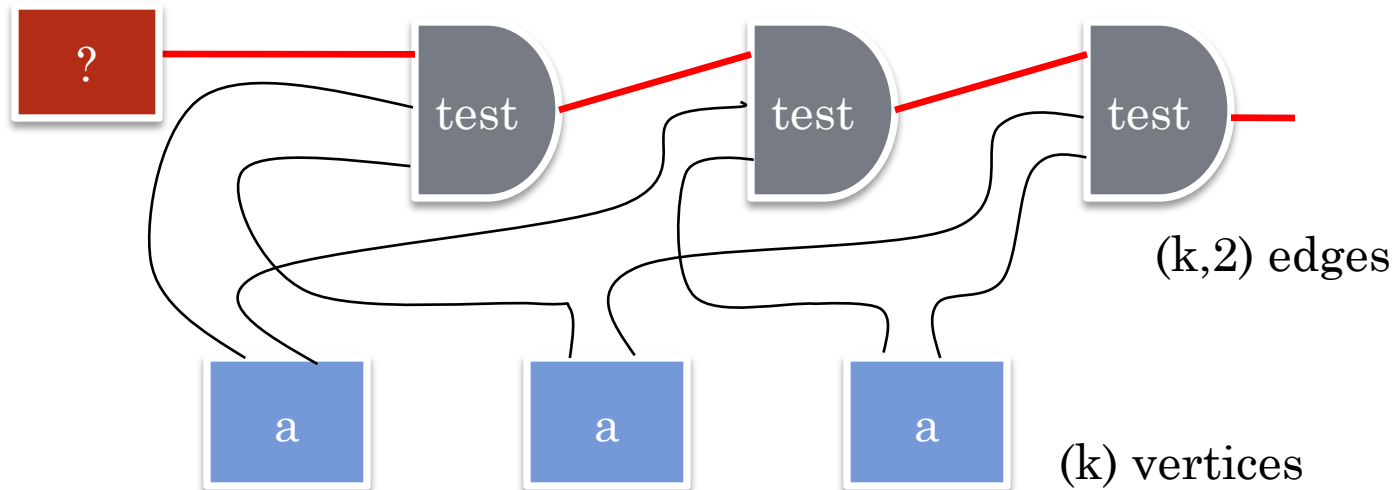 ?
test
test
test
(k,2) edges
a
a
a
(k) vertices